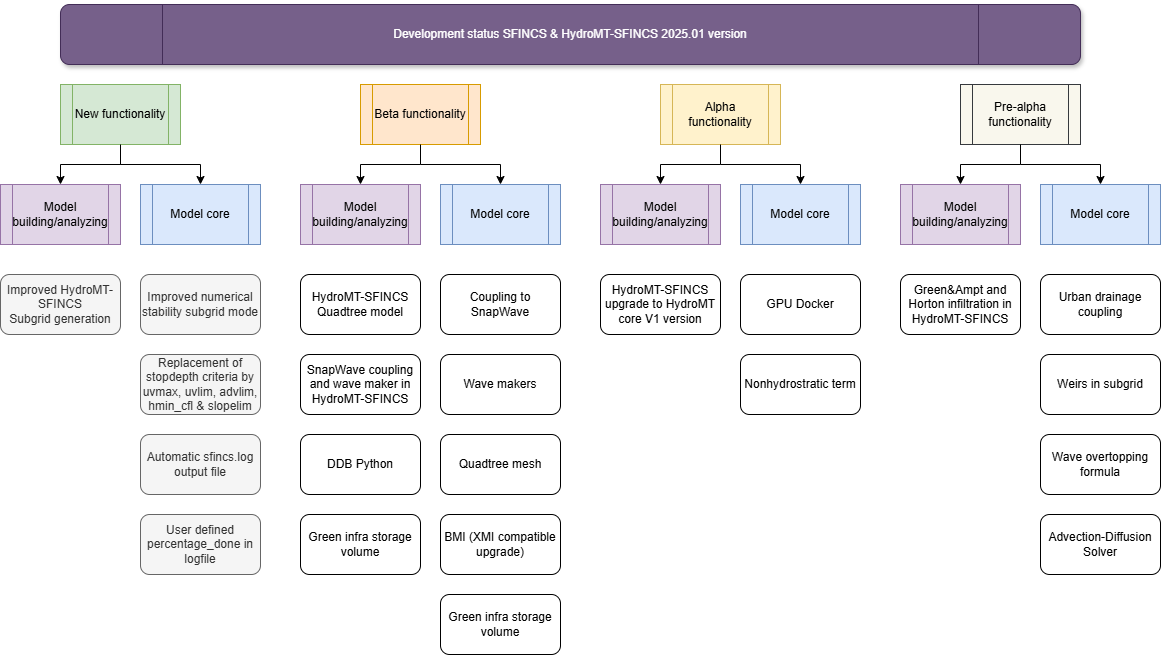 Development status SFINCS & HydroMT-SFINCS 2025.01 version
New functionality
Beta functionality
Alpha
functionality
Pre-alpha
functionality
Model
building/analyzing
Model core
Model
building/analyzing
Model core
Model
building/analyzing
Model core
Model
building/analyzing
Model core
Improved HydroMT-
SFINCS
Subgrid generation
Improved numerical
stability subgrid mode
HydroMT-SFINCS
Quadtree model
Coupling to
SnapWave
HydroMT-SFINCS
upgrade to HydroMT
core V1 version
GPU Docker
Green&Ampt and
Horton infiltration in
HydroMT-SFINCS
Urban drainage
coupling
Replacement of
stopdepth criteria by
uvmax, uvlim, advlim,
hmin_cfl & slopelim
SnapWave coupling
and wave maker in
HydroMT-SFINCS
Wave makers
Nonhydrostratic term
Weirs in subgrid
Automatic sfincs.log
output file
DDB Python
Quadtree mesh
Wave overtopping
formula
User defined
percentage_done in
logfile
Green infra storage
volume
BMI (XMI compatible
upgrade)
Advection-Diffusion
Solver
Green infra storage
volume